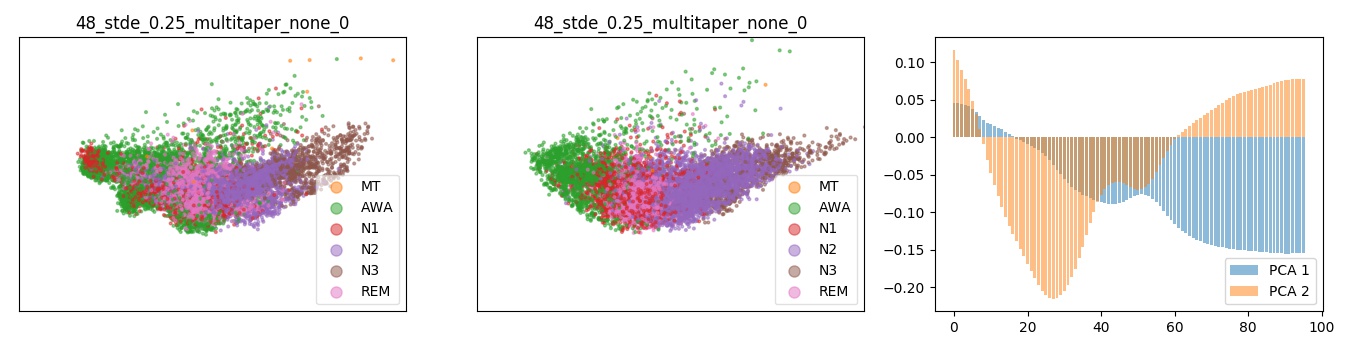 48_stde_0.25_multitaper_none_0
MT
AWA
N1
N2
N3
REM
48_stde_0.25_multitaper_none_0
MT
AWA
N1
N2
N3
REM
0.10
0.05
0.00
−0.05
−0.10
−0.15
−0.20
0 20 40 60 80 100
PCA 1
PCA 2